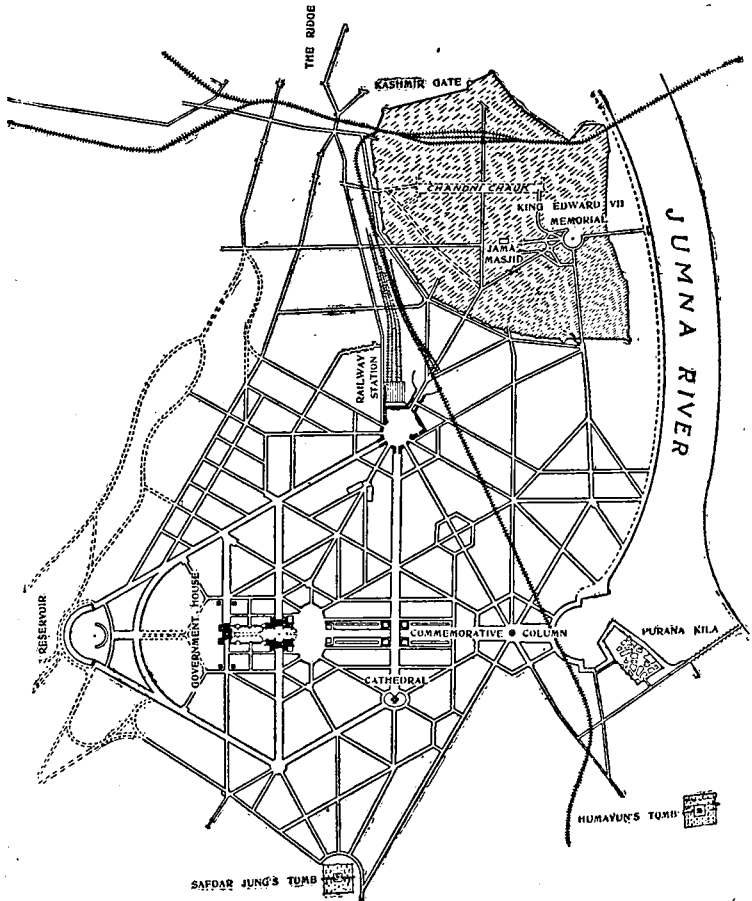 THE RIDGE
KASHMIR GATE
CHANDNI CHAUK
KING EDWARD VII
MEMORIAL
JAMA
MASJID
JUMNA RIVER
RAILWAY
STATION
RESERVOIR
GOVERNMENT HOUSE
COMMEMORATIVE COLUMN
PURANA KILA
CATHEDRAL
HUMAYUN'S TOMB
SAFDAR JUNG'S TOMB